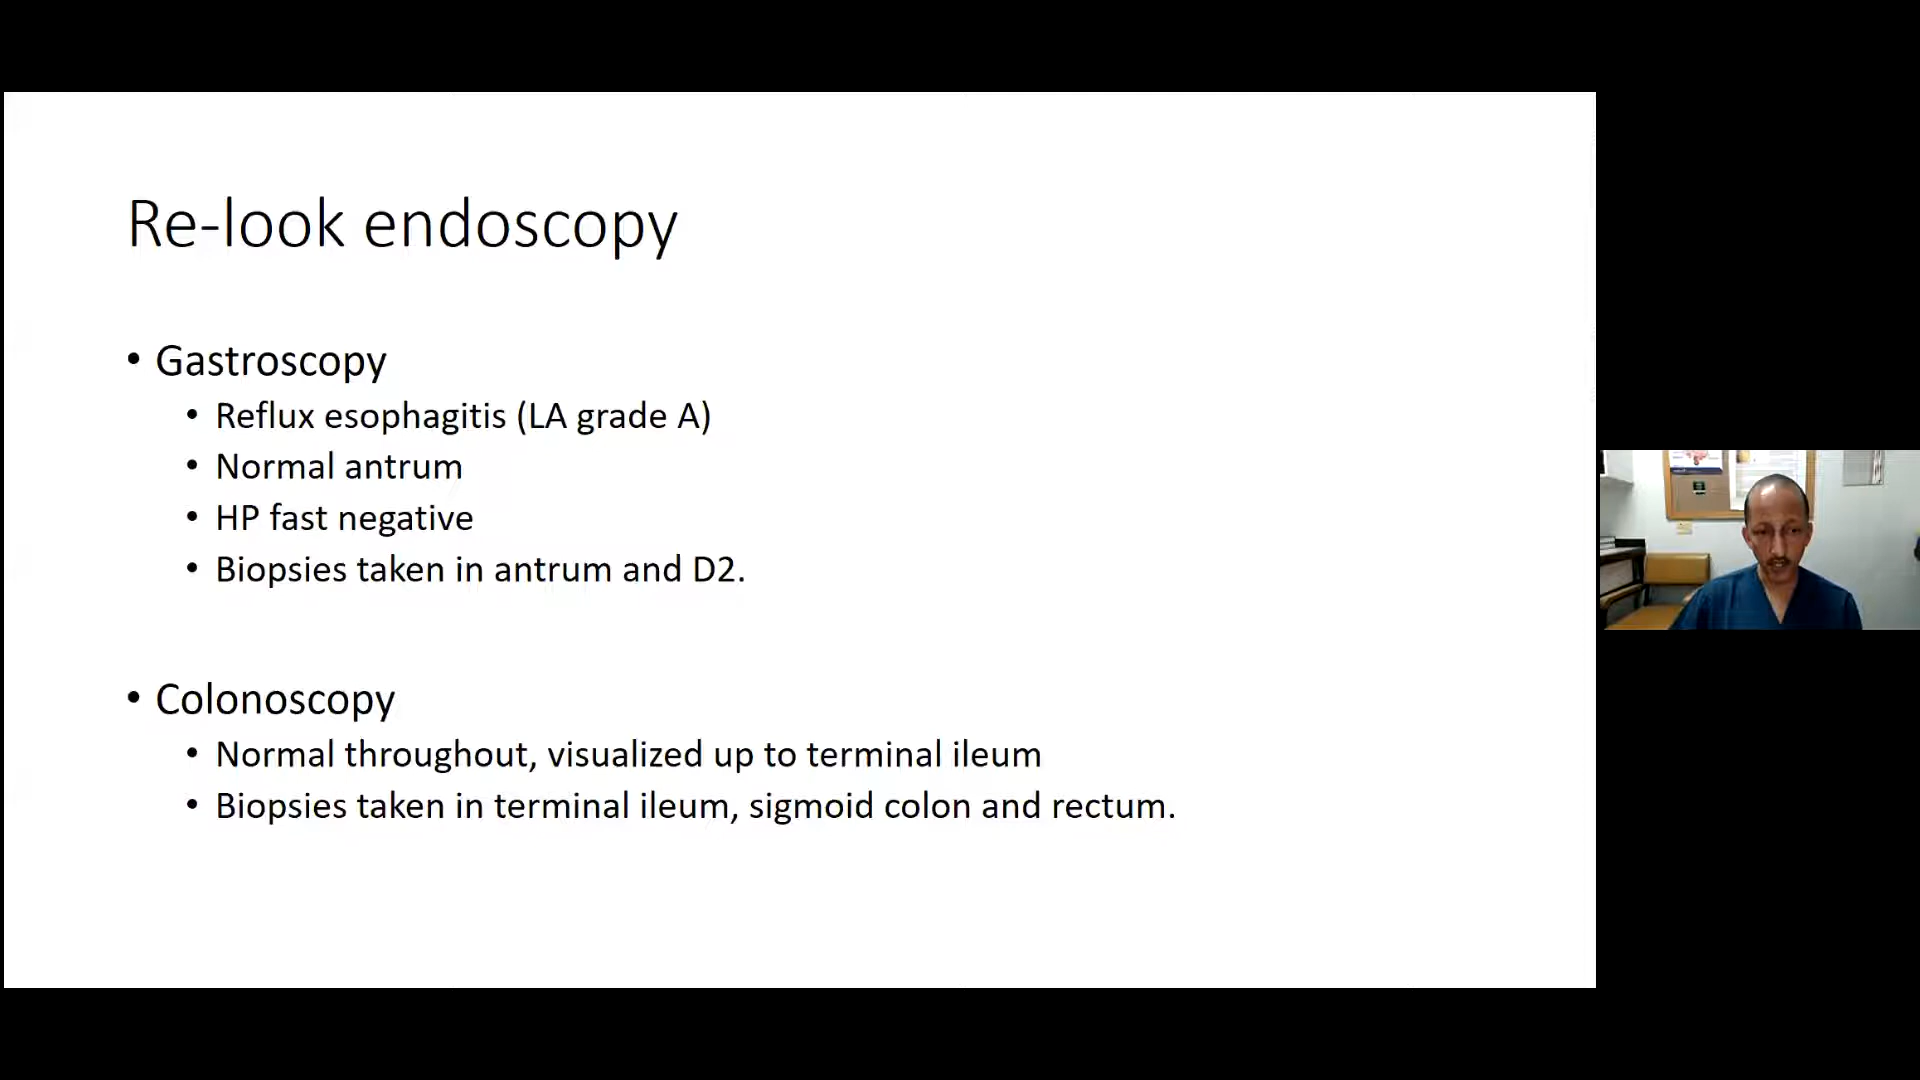 Re-look endoscopy
• Gastroscopy
• Reflux esophagitis (LA grade A)
• Normal antrum
• HP fast negative
• Biopsies taken in antrum and D2.
• Colonoscopy
• Normal throughout, visualized up to terminal ileum
• Biopsies taken in terminal ileum, sigmoid colon and rectum.